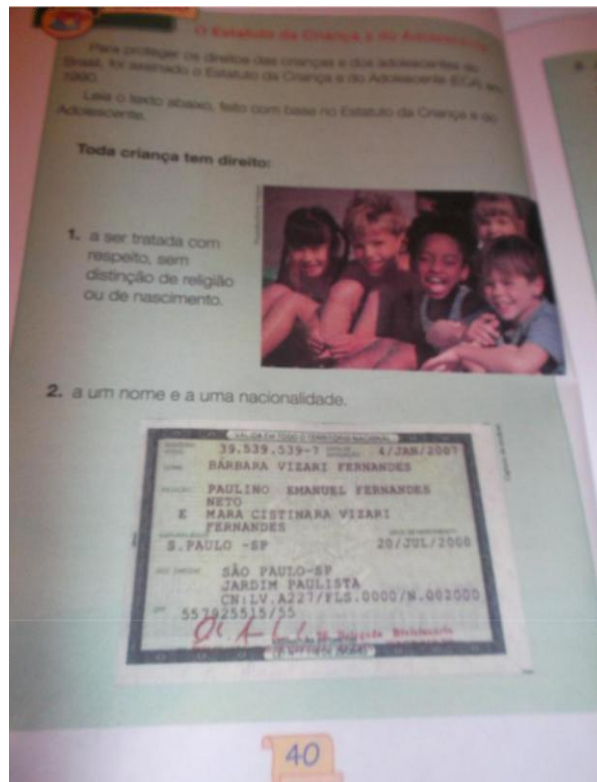 O Estatuto da Criança e do Adolescente
Para proteger os direitos das crianças e dos adolescentes do
Brasil, foi assinado o Estatuto da Criança e do Adolescente (ECA) em
1990.
Leia o texto abaixo, feito com base no Estatuto da Criança e do
Adolescente.
Toda criança tem direito:
1. a ser tratada com
respeito, sem
distinção de religião
ou de nascimento.
2. a um nome e a uma nacionalidade.
VÁLIDA EM TODO O TERRITÓRIO NACIONAL
39.539.539-7 4/JAN/2007
BÁRBARA VIZARI FERNANDES
PAULINO EMANUEL FERNANDES
NETO
E MARA CISTINARA VIZARI
FERNANDES
S.PAULO -SP 20/JUL/2000
SÃO PAULO-SP
JARDIM PAULISTA
CN:LV.A227/FLS.0000/N.002000
557925515/55
40